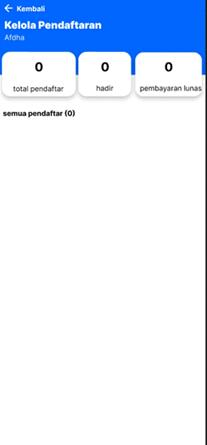 Kembali
Kelola Pendaftaran
Afdha
0 0 0
total pendaftar hadir pembayaran lunas
semua pendaftar (0)